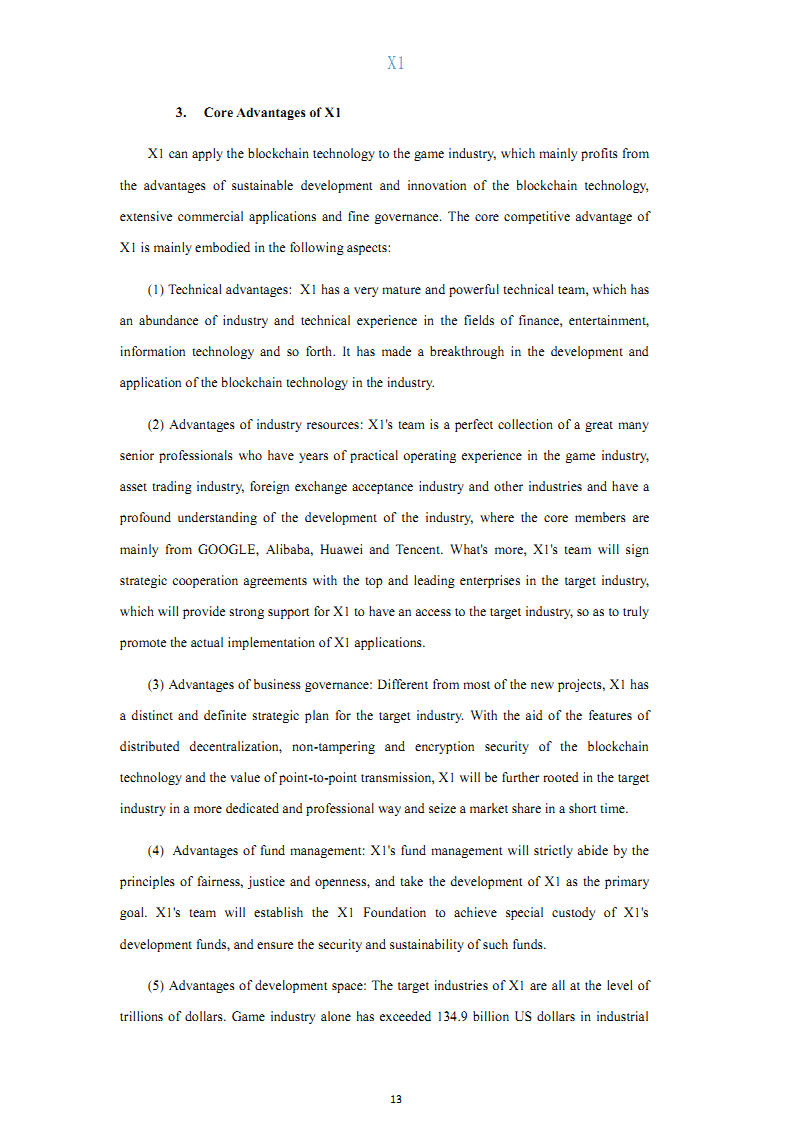 X1
3. Core Advantages of X1
X1 can apply the blockchain technology to the game industry, which mainly profits from
the advantages of sustainable development and innovation of the blockchain technology,
extensive commercial applications and fine governance. The core competitive advantage of
X1 is mainly embodied in the following aspects:
(1) Technical advantages: X1 has a very mature and powerful technical team, which has
an abundance of industry and technical experience in the fields of finance, entertainment,
information technology and so forth. It has made a breakthrough in the development and
application of the blockchain technology in the industry.
(2) Advantages of industry resources: X1's team is a perfect collection of a great many
senior professionals who have years of practical operating experience in the game industry,
asset trading industry, foreign exchange acceptance industry and other industries and have a
profound understanding of the development of the industry, where the core members are
mainly from GOOGLE, Alibaba, Huawei and Tencent. What's more, X1's team will sign
strategic cooperation agreements with the top and leading enterprises in the target industry,
which will provide strong support for X1 to have an access to the target industry, so as to truly
promote the actual implementation of X1 applications.
(3) Advantages of business governance: Different from most of the new projects, X1 has
a distinct and definite strategic plan for the target industry. With the aid of the features of
distributed decentralization, non-tampering and encryption security of the blockchain
technology and the value of point-to-point transmission, X1 will be further rooted in the target
industry in a more dedicated and professional way and seize a market share in a short time.
(4) Advantages of fund management: X1's fund management will strictly abide by the
principles of fairness, justice and openness, and take the development of X1 as the primary
goal. X1's team will establish the X1 Foundation to achieve special custody of X1's
development funds, and ensure the security and sustainability of such funds.
(5) Advantages of development space: The target industries of X1 are all at the level of
trillions of dollars. Game industry alone has exceeded 134.9 billion US dollars in industrial
13